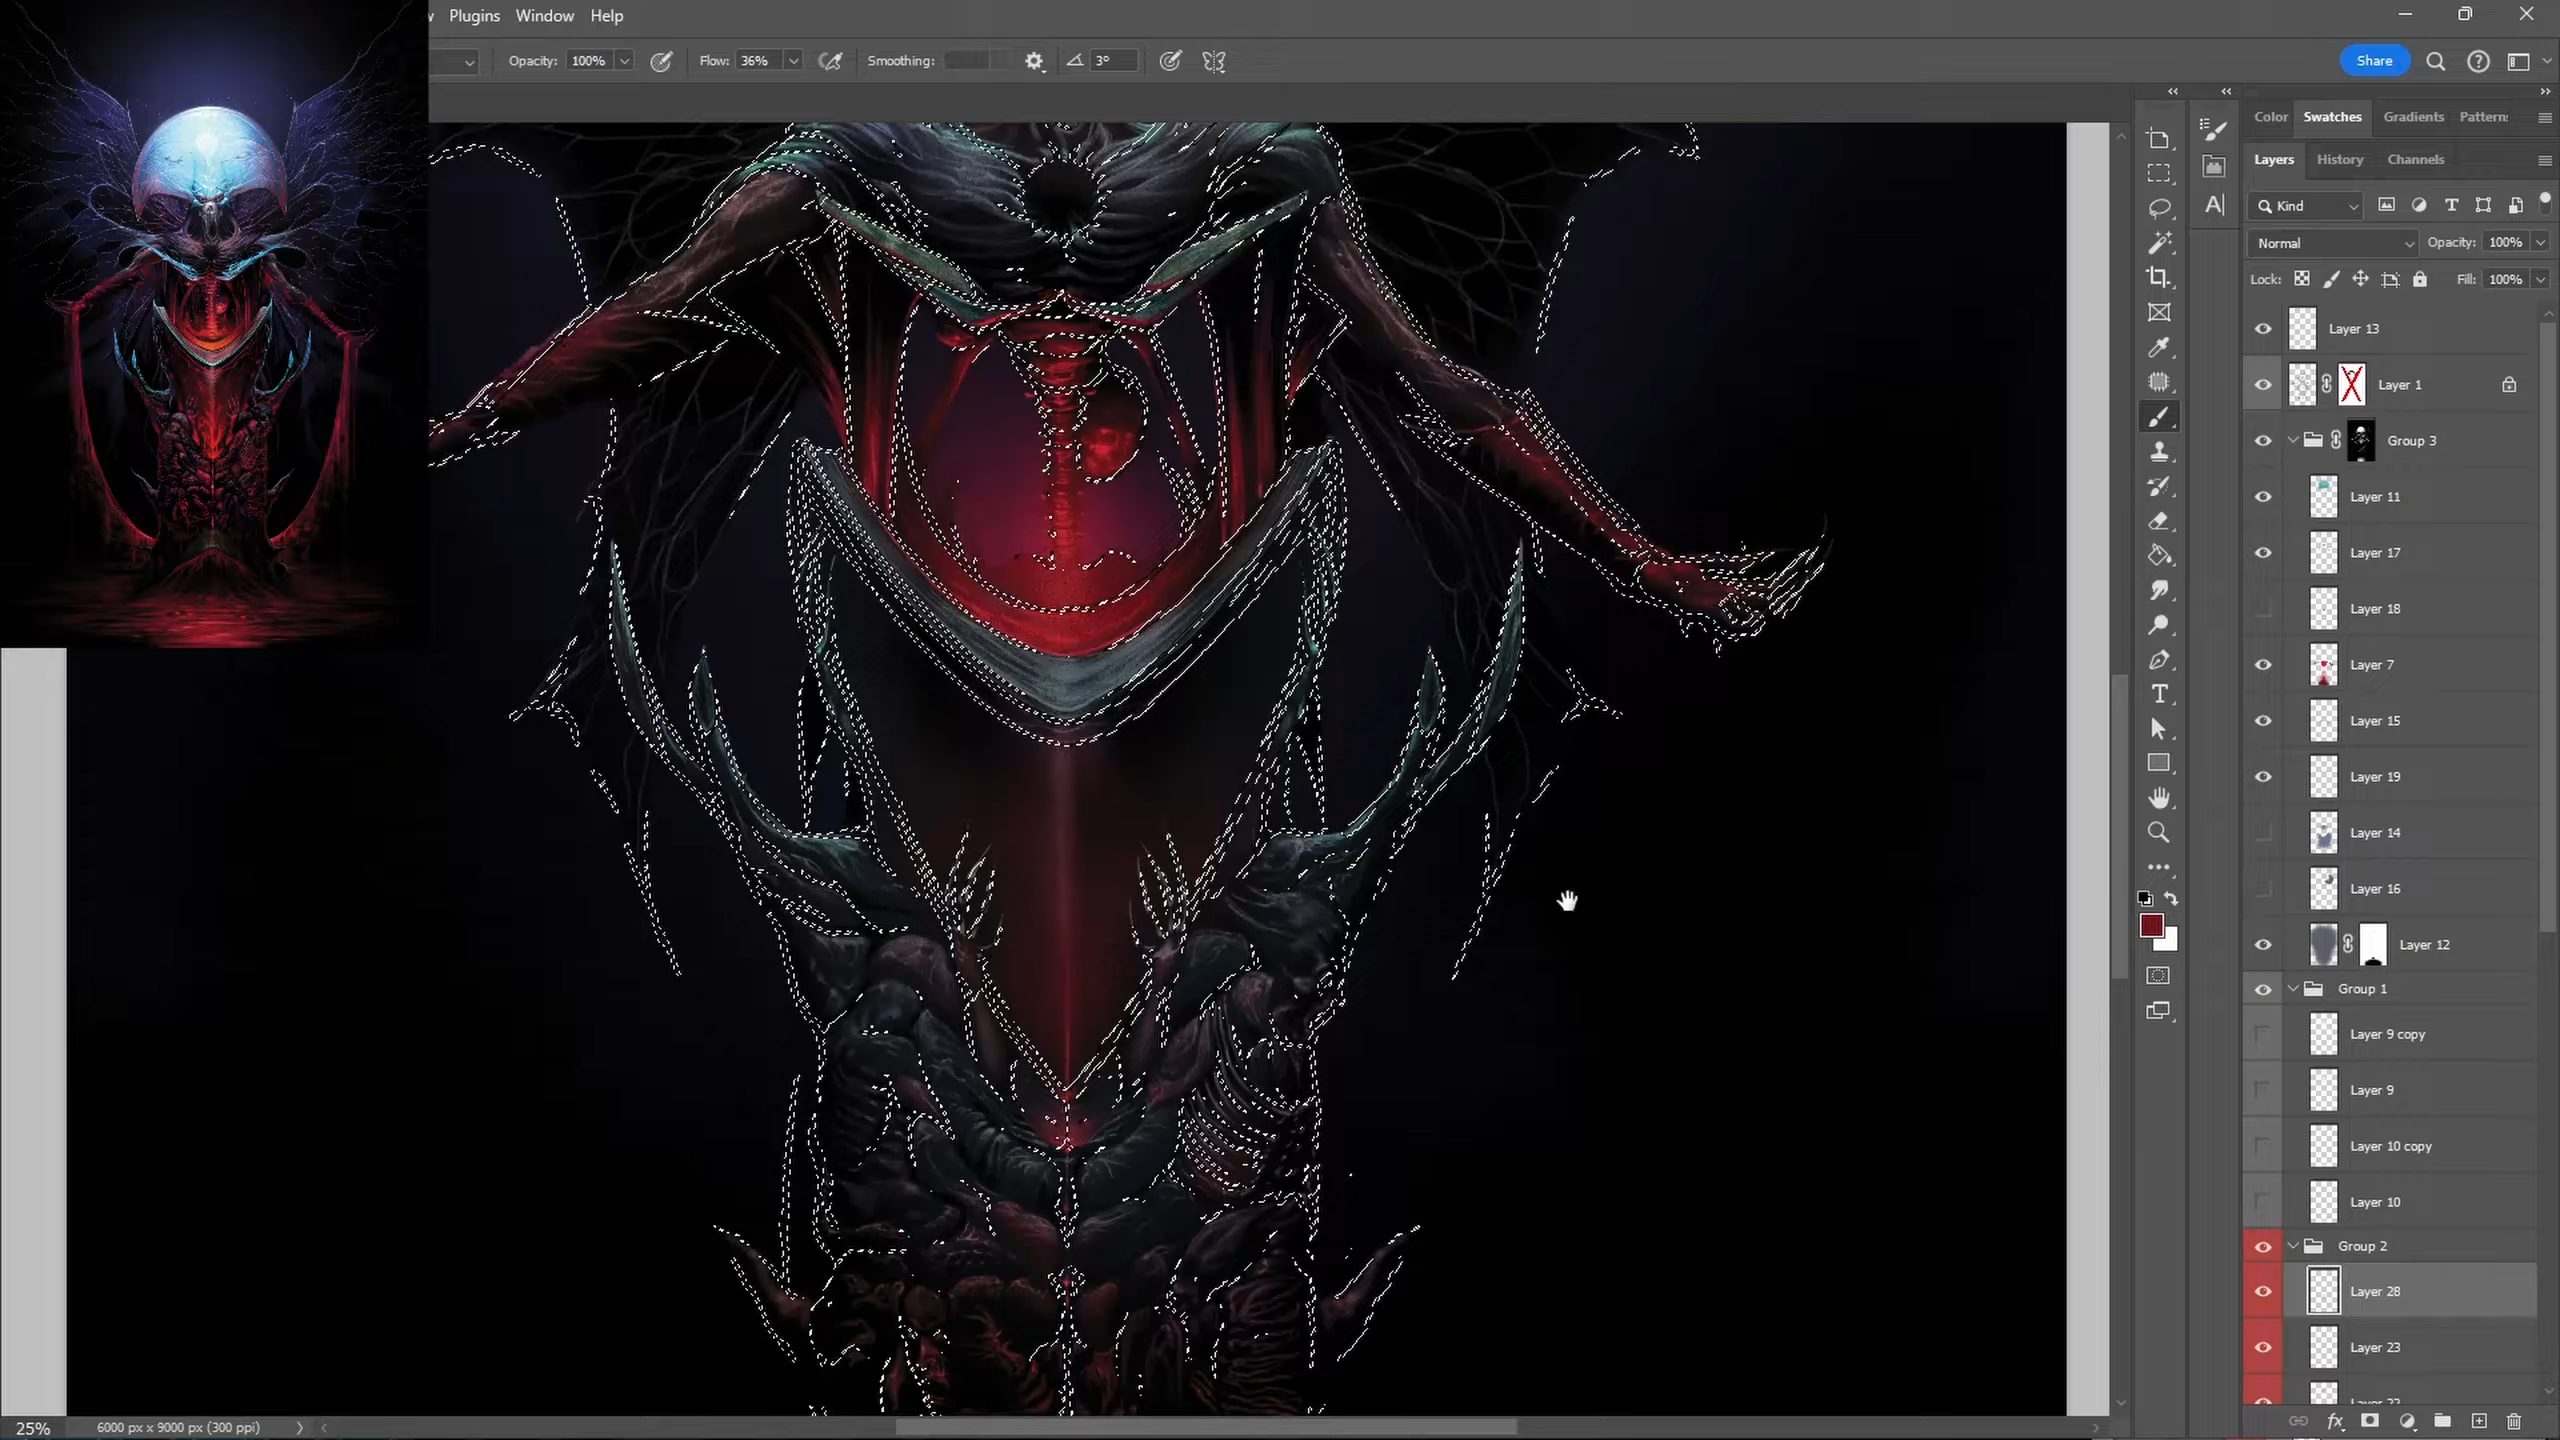 Plugins Window Help
Opacity: 100% Flow: 36% Smoothing: 3° Share
Color Swatches Gradients Pattern
Layers History Channels
Kind
Normal Opacity: 100%
Lock: Fill: 100%
Layer 13
Layer 1
Group 3
Layer 11
Layer 17
Layer 18
Layer 7
Layer 15
Layer 19
Layer 14
Layer 16
Layer 12
Group 1
Layer 9 copy
Layer 9
Layer 10 copy
Layer 10
Group 2
Layer 28
Layer 23
25% 6000 px x 9000 px (300 ppi)